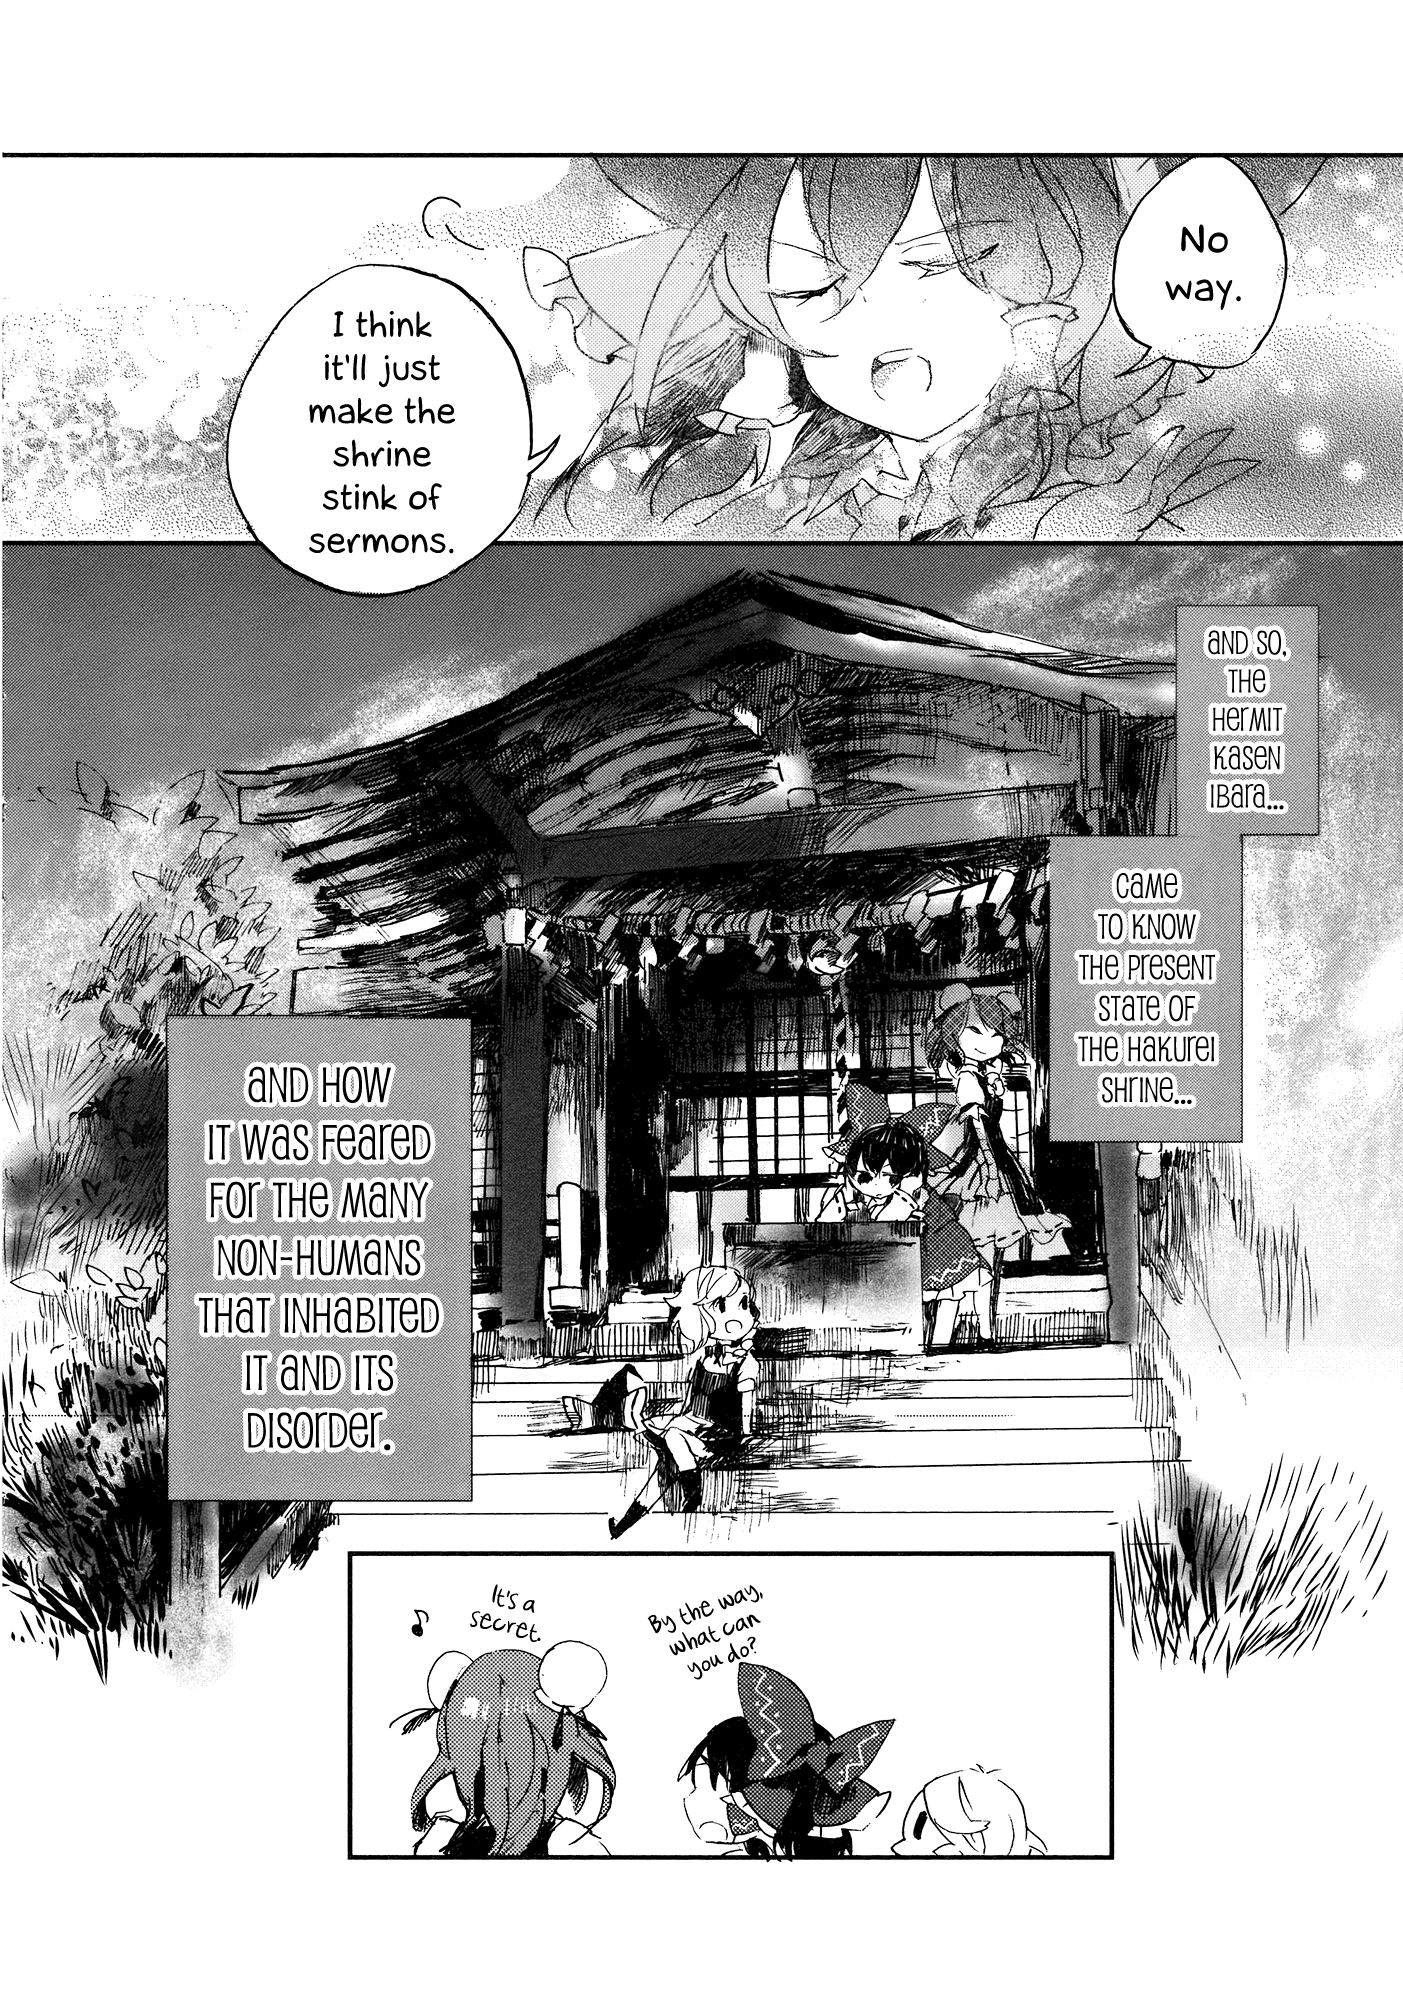 No
way.
I think
it'll just
make the
shrine
stink of
sermons.
and so,
the
hermit
kasen
ibara...
came
to know
the present
state of
the hakurei
shrine...
and how
it was feared
for the many
non-humans
that inhabited
it and its
disorder.
By the way,
what can
you do?
It's a
secret.
♪